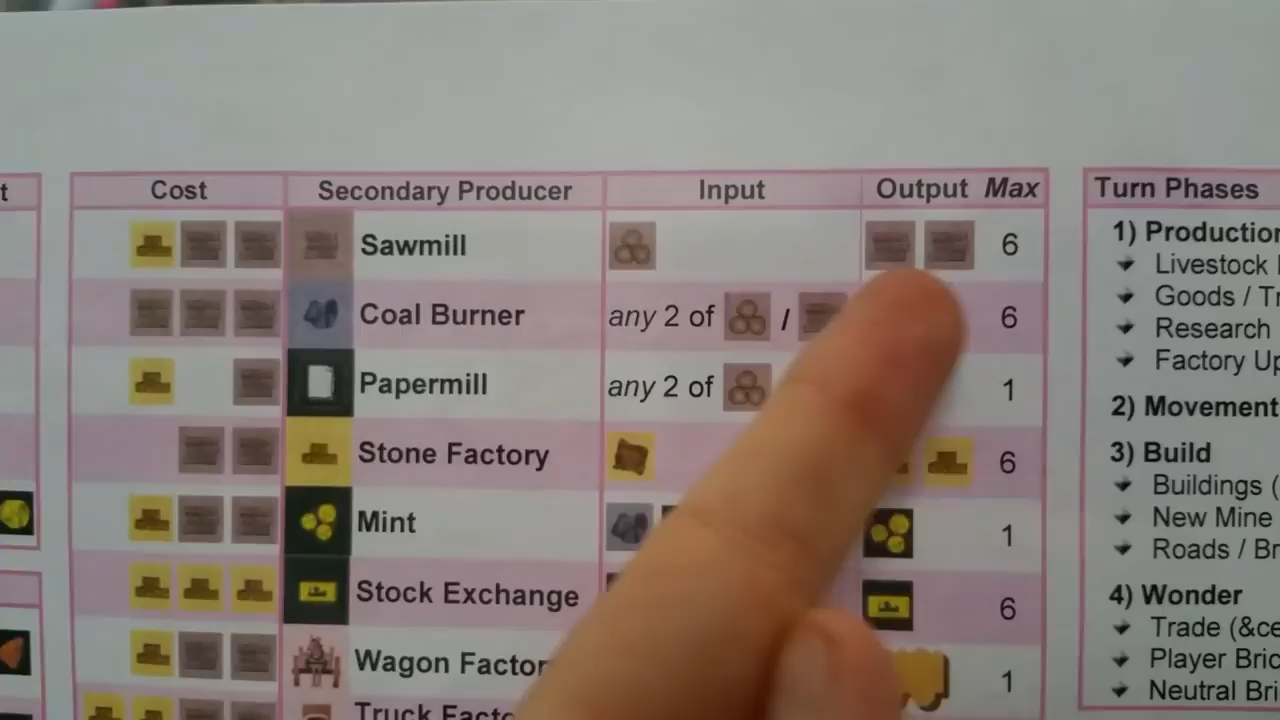 t
Cost Secondary Producer Input Output Max
Sawmill 6
Coal Burner any 2 of / 6
Papermill any 2 of 1
Stone Factory 6
Mint 1
Stock Exchange 6
Wagon Factor 1
Truck Facto
Turn Phases
1) Production
Livestock
Goods / Tr
Research
Factory Up
2) Movement
3) Build
Buildings (
New Mine
Roads / Br
4) Wonder
Trade (&ce
Player Bric
Neutral Bri